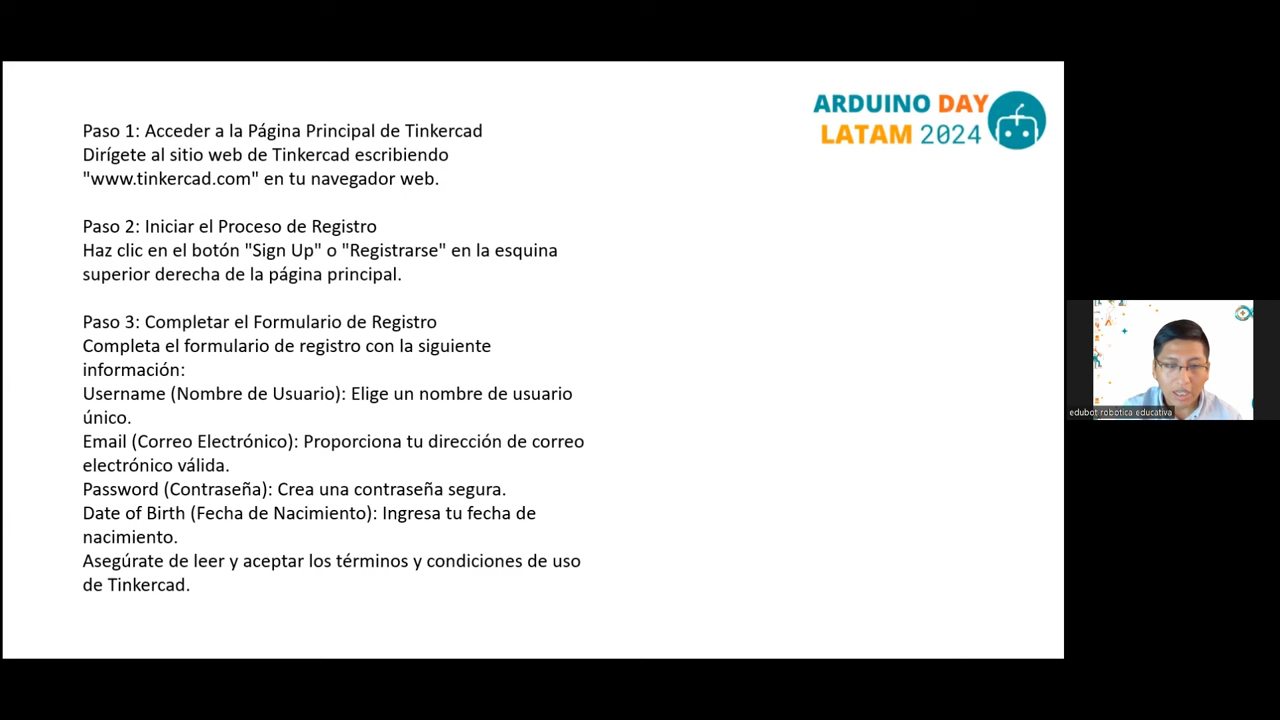 ARDUINO DAY
LATAM 2024
Paso 1: Acceder a la Página Principal de Tinkercad
Dirígete al sitio web de Tinkercad escribiendo
"www.tinkercad.com" en tu navegador web.
Paso 2: Iniciar el Proceso de Registro
Haz clic en el botón "Sign Up" o "Registrarse" en la esquina
superior derecha de la página principal.
Paso 3: Completar el Formulario de Registro
Completa el formulario de registro con la siguiente
información:
Username (Nombre de Usuario): Elige un nombre de usuario
único.
Email (Correo Electrónico): Proporciona tu dirección de correo
electrónico válida.
Password (Contraseña): Crea una contraseña segura.
Date of Birth (Fecha de Nacimiento): Ingresa tu fecha de
nacimiento.
Asegúrate de leer y aceptar los términos y condiciones de uso
de Tinkercad.
edubot robotica educativa